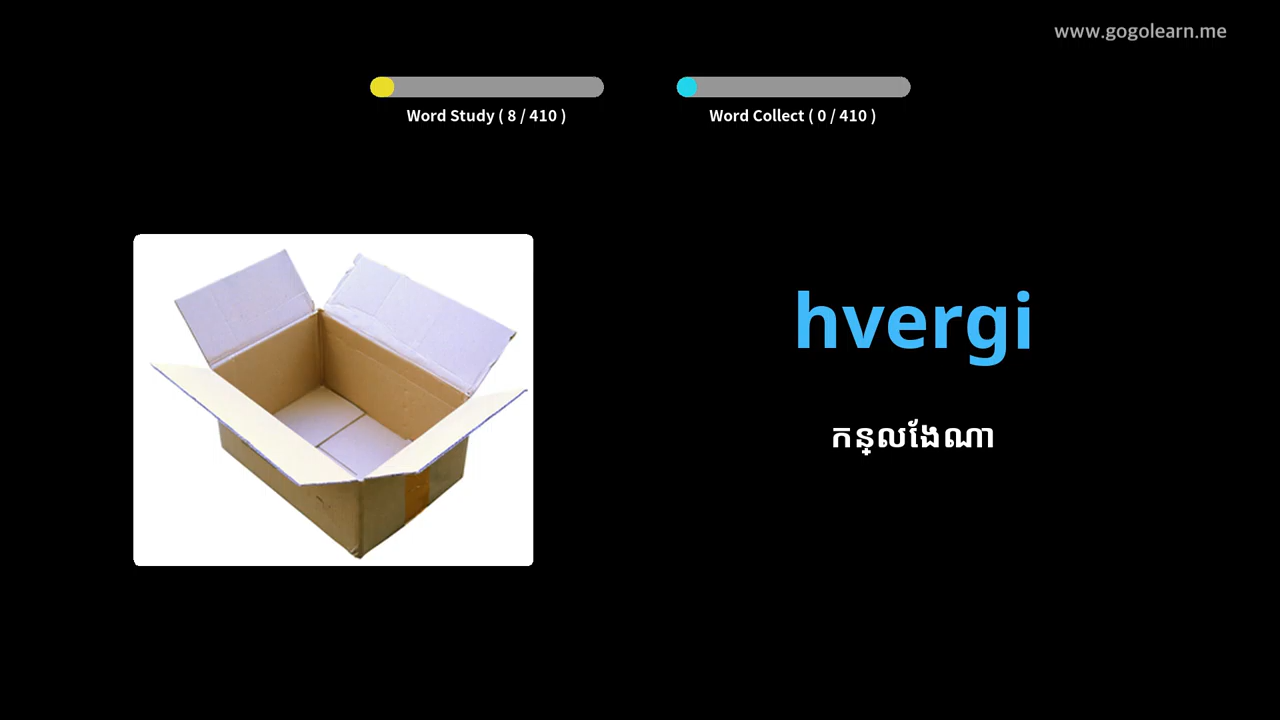 www.gogolearn.me
Word Study ( 8 / 410 )
Word Collect ( 0 / 410 )
hvergi
កន្លែងណា